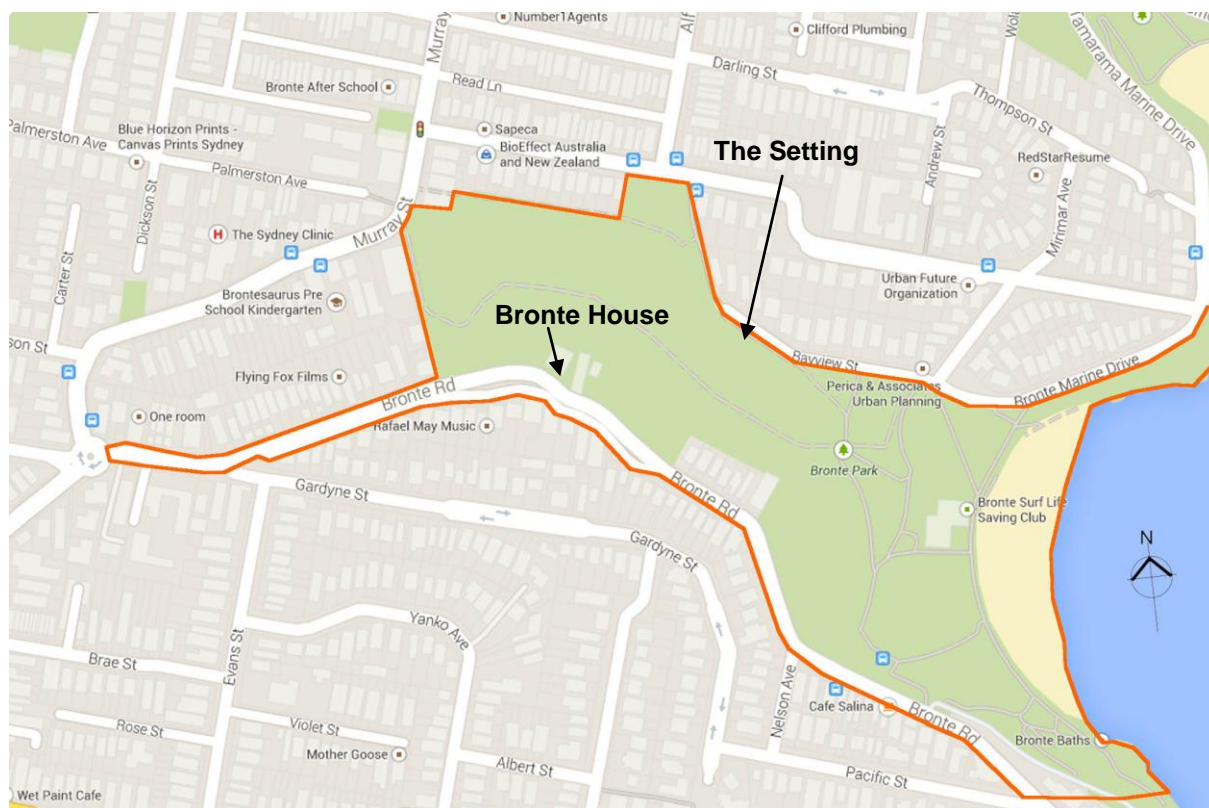 Number1Agents
Clifford Plumbing
Murray
Alf
Darling St
Tamarama Marine Drive
Bronte After School
Read Ln
Thompson St
Blue Horizon Prints -
Canvas Prints Sydney
Palmerston Ave
Palmerston Ave
Sapeca
BioEffect Australia
and New Zealand
The Setting
Andrew St
RedStarResume
Dickson St
Murray St
H
The Sydney Clinic
Mirimar Ave
Carter St
Brontesaurus Pre
School Kindergarten
Urban Future
Organization
Bronte House
son St
Flying Fox Films
Bronte Rd
Bayview St
Bronte Marine Drive
Perica & Associates
Urban Planning
One room
Rafael May Music
Bronte Park
Gardyne St
Bronte Rd
Bronte Surf Life
Saving Club
Gardyne St
N
Yanko Ave
Evans St
Brae St
Nelson Ave
Cafe Salina
Bronte Rd
Rose St
Violet St
Bronte Baths
Mother Goose
Albert St
Pacific St
Wet Paint Cafe